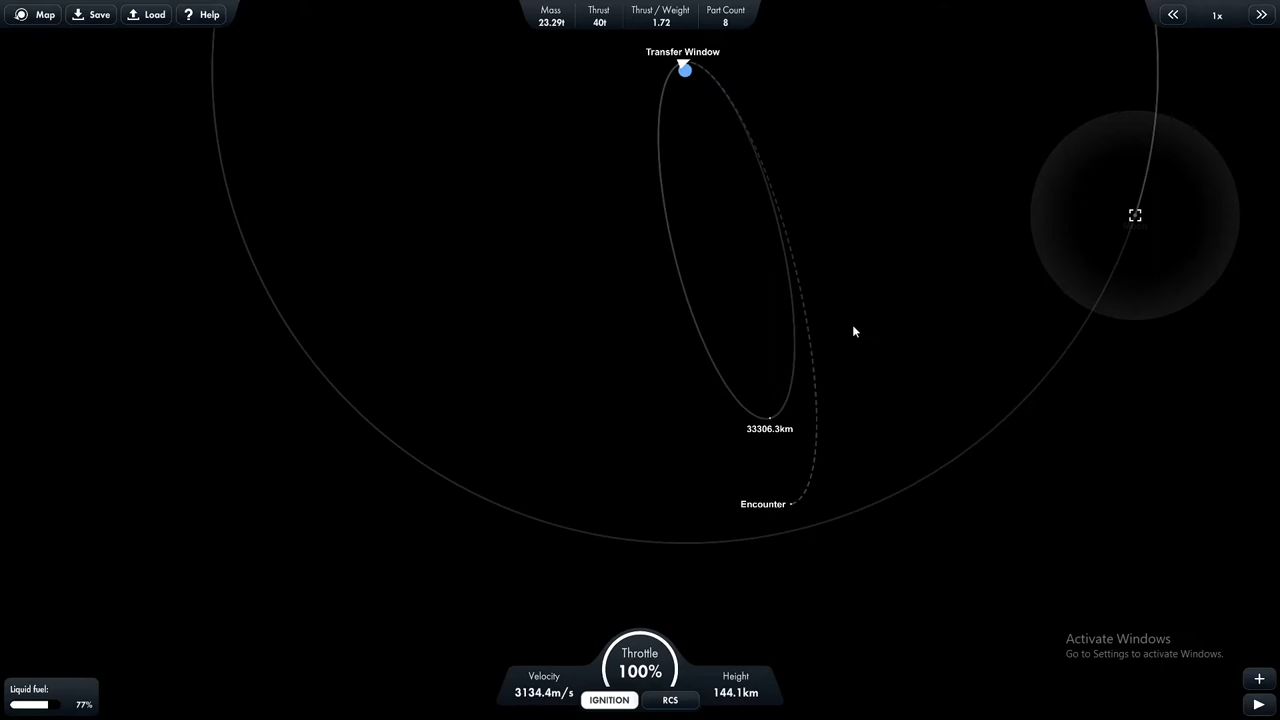 Map
Save
Load
Help
Mass
23.29t
Thrust
40t
Thrust / Weight
1.72
Part Count
8
1x
Transfer Window
33306.3km
Encounter
Throttle
100%
Velocity
3134.4m/s
Height
144.1km
IGNITION
RCS
Liquid fuel:
77%
Activate Windows
Go to Settings to activate Windows.